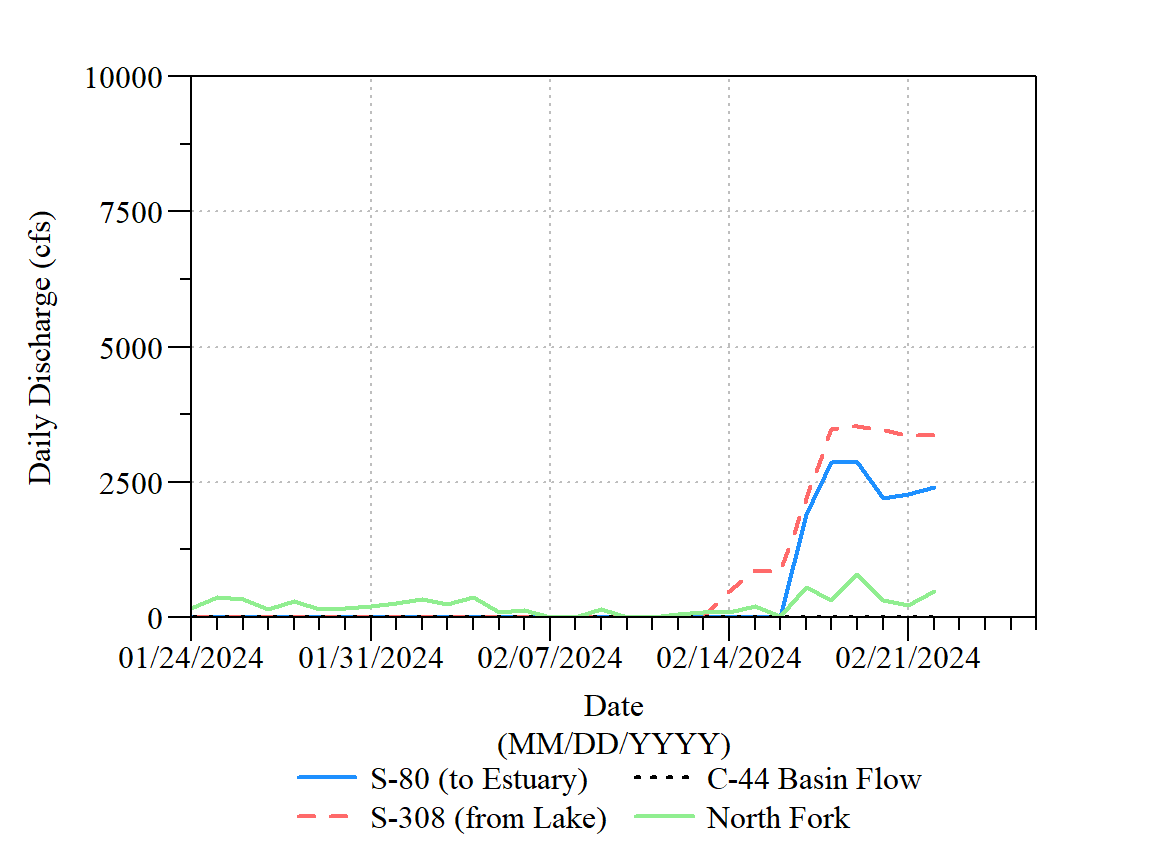 10000
7500
5000
2500
0
Daily Discharge (cfs)
01/24/2024 01/31/2024 02/07/2024 02/14/2024 02/21/2024
Date
(MM/DD/YYYY)
S-80 (to Estuary) C-44 Basin Flow
S-308 (from Lake) North Fork